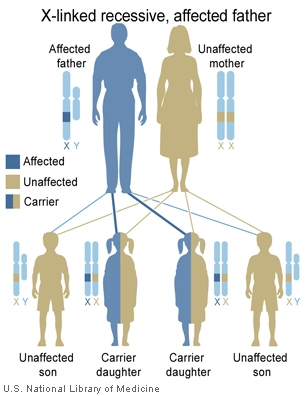 X-linked recessive, affected father
Affected
father
Unaffected
mother
X Y
X X
Affected
Unaffected
Carrier
X Y
X X
X X
X Y
Unaffected
son
Carrier
daughter
Carrier
daughter
Unaffected
son
U.S. National Library of Medicine